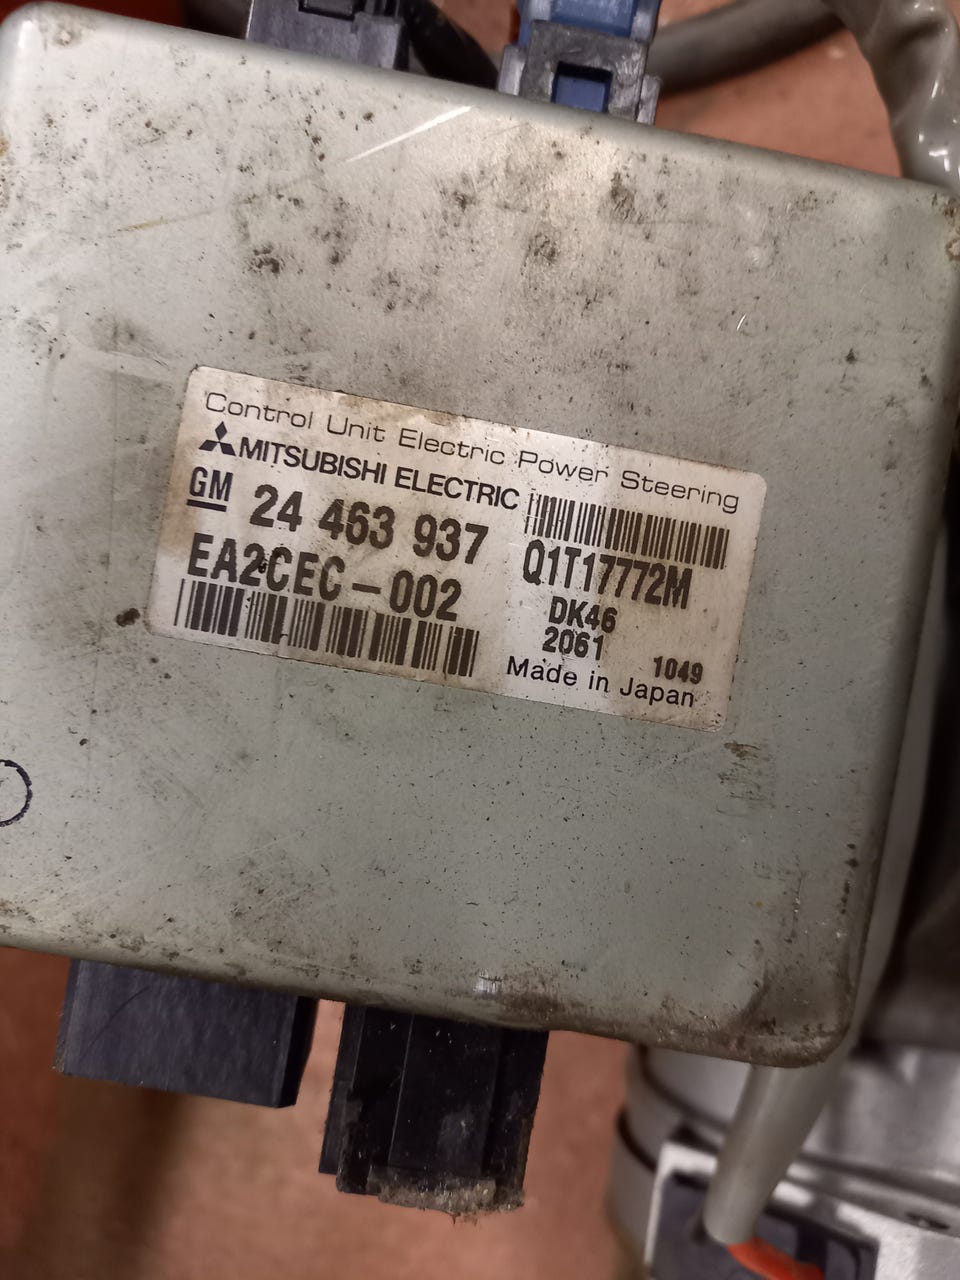 Control Unit Electric Power Steering
MITSUBISHI ELECTRIC
GM 24 463 937
EA2CEC-002
Q1T17772M
DK46
2061
1049
Made in Japan